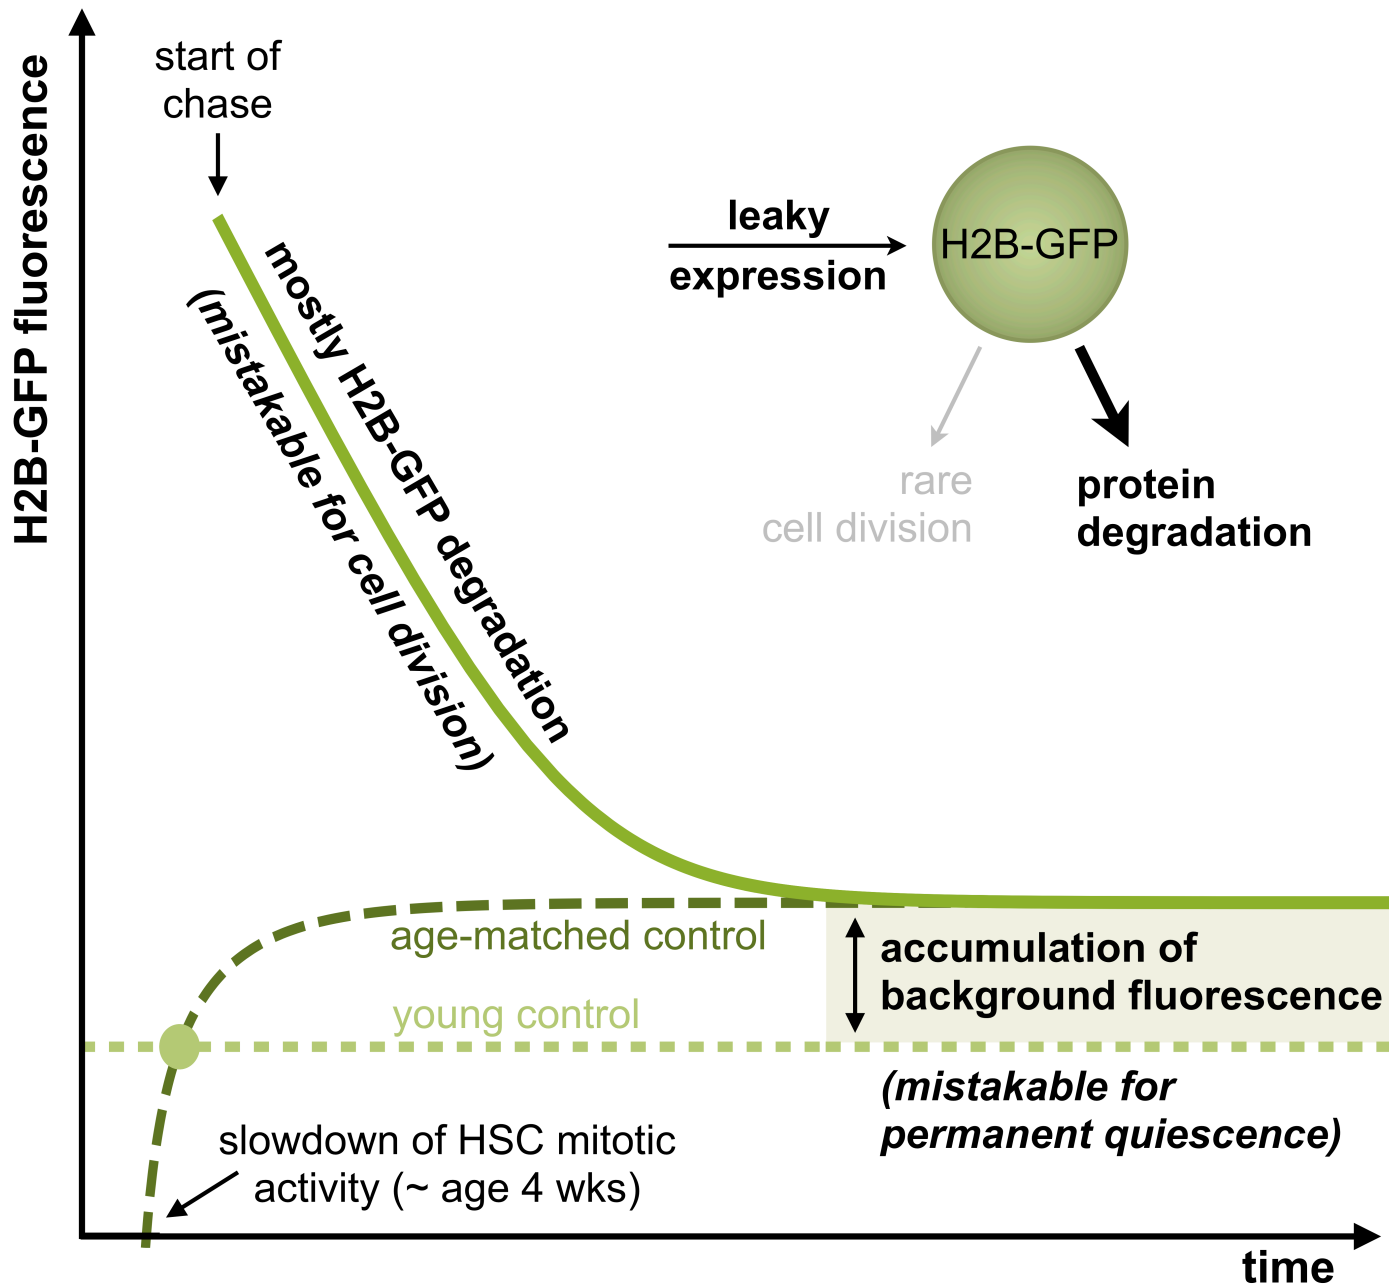 H2B-GFP fluorescence
start of
chase
mostly H2B-GFP degradation
(mistakable for cell division)
leaky
expression
H2B-GFP
rare
cell division
protein
degradation
age-matched control
young control
accumulation of
background fluorescence
(mistakable for
permanent quiescence)
slowdown of HSC mitotic
activity (~ age 4 wks)
time